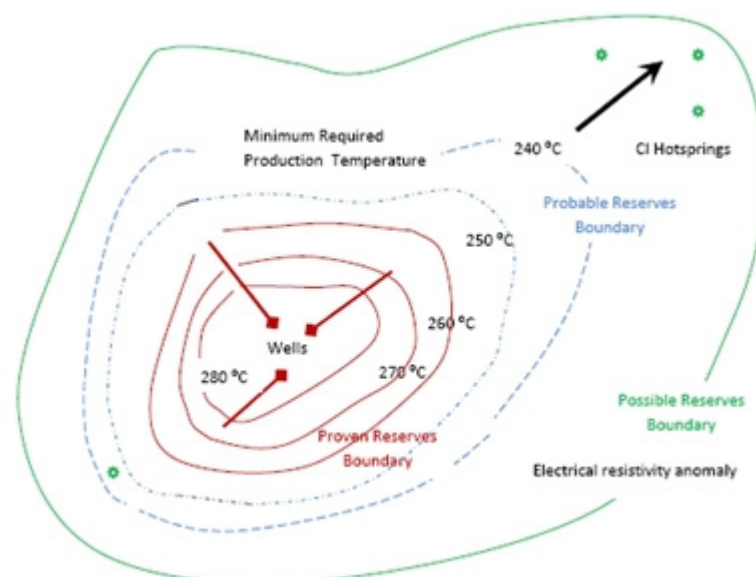 Minimum Required
Production Temperature
240 °C
CI Hotsprings
Probable Reserves
Boundary
250 °C
260 °C
Wells
280 °C
270 °C
Possible Reserves
Boundary
Proven Reserves
Boundary
Electrical resistivity anomaly